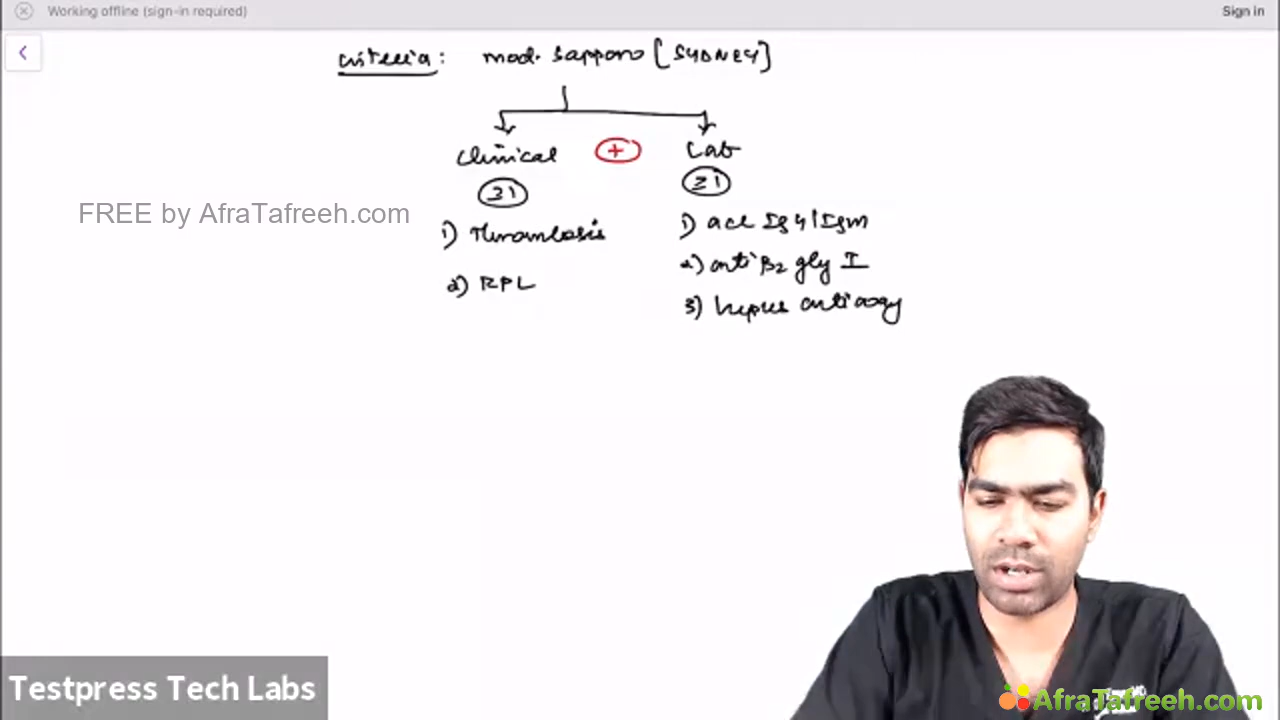 Working offline (sign-in required) Sign in
criteria: mod. Sapporo [SYDNEY]
Clinical + Lab
≥1 ≥1
1) Thrombosis 1) acl IgG/IgM
2) RPL 2) anti β2 gly I
3) lupus anticoag
FREE by AfraTafreeh.com
Testpress Tech Labs
AfraTafreeh.com